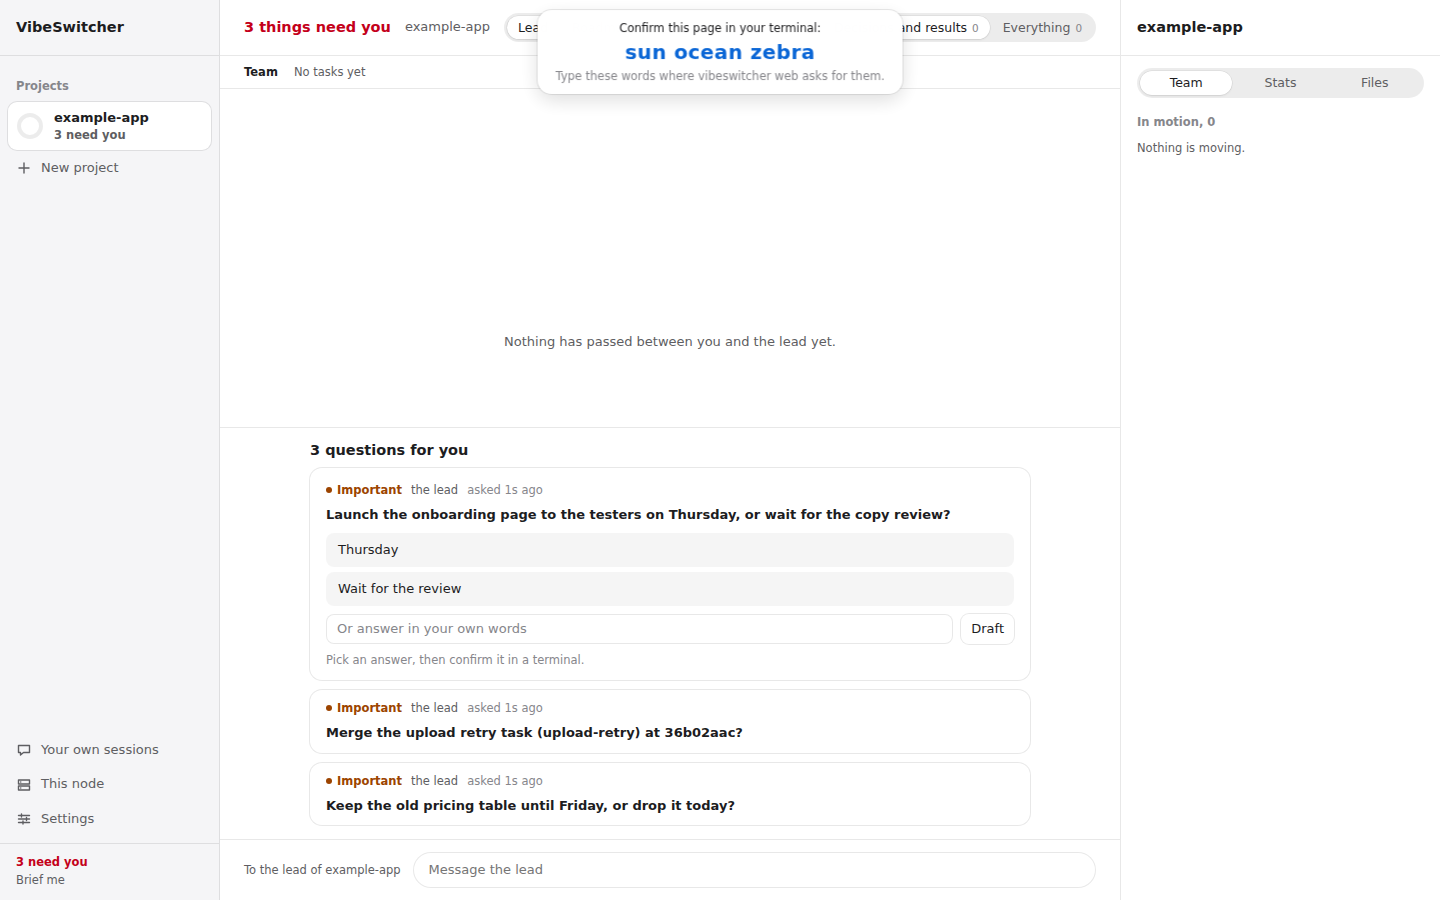 VibeSwitcher
Projects
example-app
3 need you
New project
Your own sessions
This node
Settings
3 need you
Brief me
3 things need you
example-app
Lea
and results 0
Everything 0
Confirm this page in your terminal:
sun ocean zebra
Type these words where vibeswitcher web asks for them.
Team
No tasks yet
Nothing has passed between you and the lead yet.
3 questions for you
Important the lead asked 1s ago
Launch the onboarding page to the testers on Thursday, or wait for the copy review?
Thursday
Wait for the review
Or answer in your own words
Draft
Pick an answer, then confirm it in a terminal.
Important the lead asked 1s ago
Merge the upload retry task (upload-retry) at 36b02aac?
Important the lead asked 1s ago
Keep the old pricing table until Friday, or drop it today?
To the lead of example-app
Message the lead
example-app
Team
Stats
Files
In motion, 0
Nothing is moving.